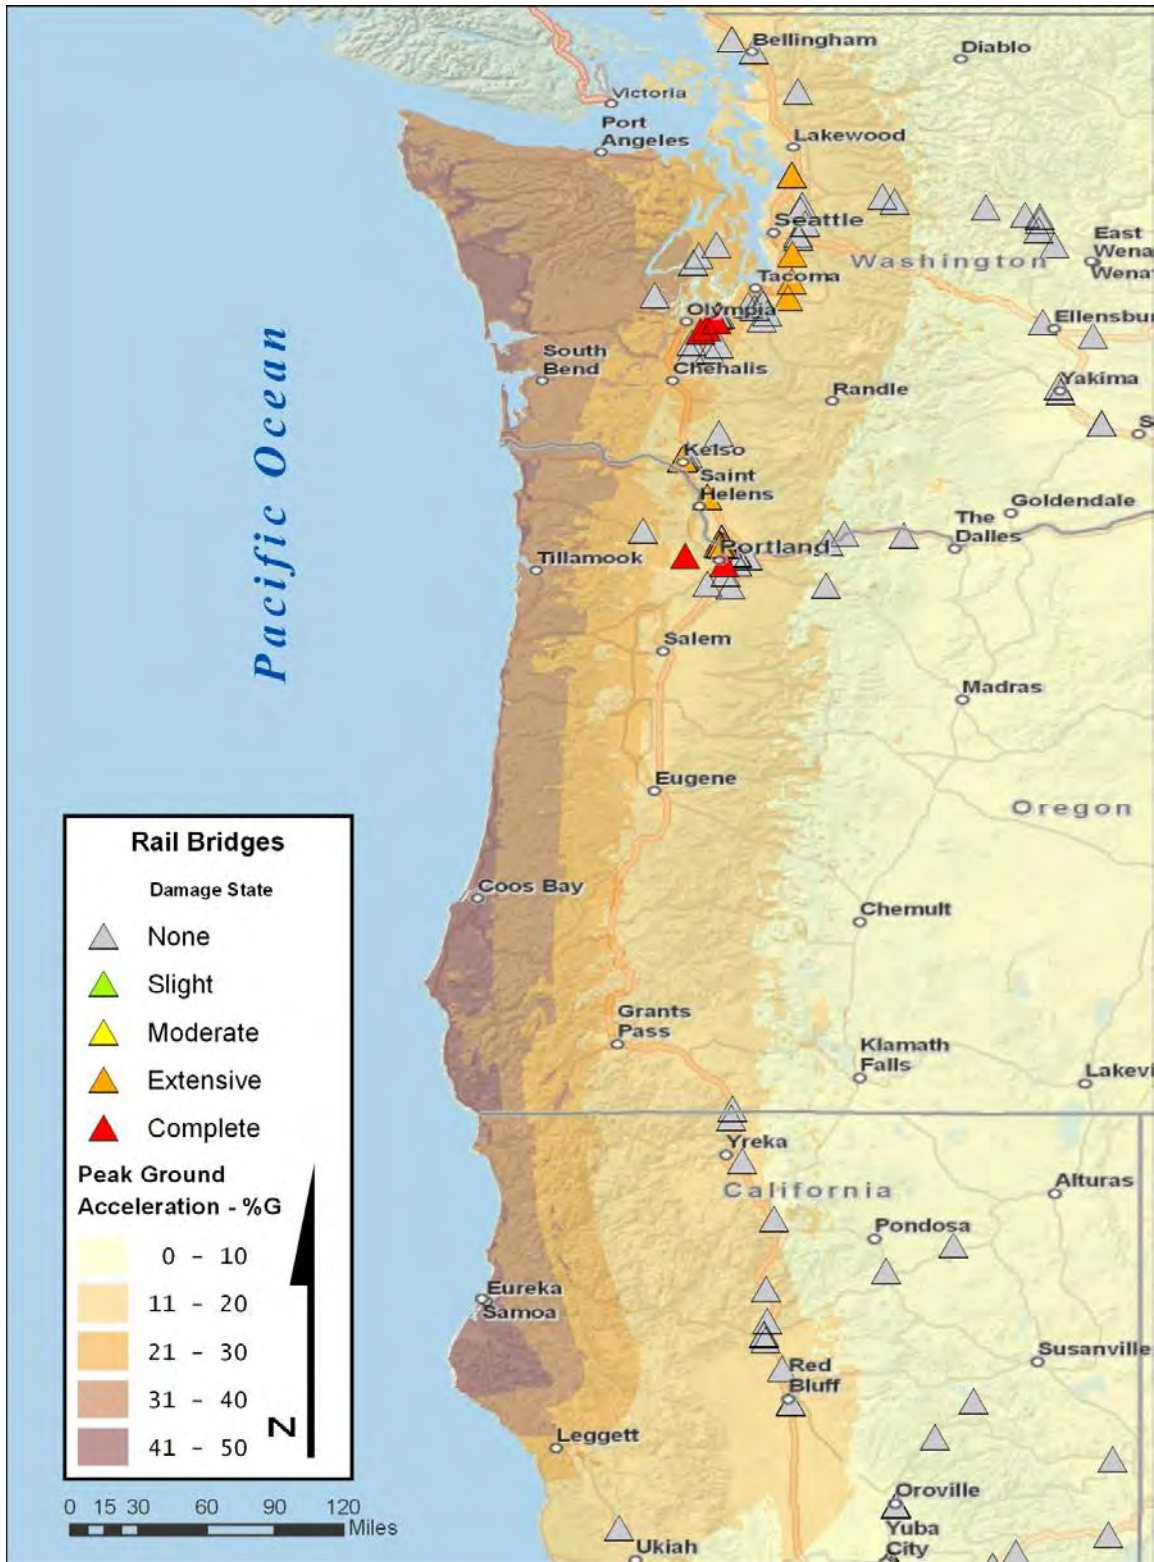 Bellingham
Diablo
Victoria
Port
Angeles
Lakewood
Seattle
East
Wena
Wenat
Washington
Tacoma
Olympia
Ellensbur
South
Bend
Chehalis
Randle
Yakima
S
Kelso
Saint
Helens
Goldendale
The
Dalles
Portland
Tillamook
Pacific Ocean
Salem
Madras
Eugene
Oregon
Coos Bay
Chemult
Grants
Pass
Klamath
Falls
Lakevi
Yreka
California
Alturas
Pondosa
Eureka
Samoa
Susanville
Red
Bluff
Leggett
Oroville
Yuba
City
Ukiah
Rail Bridges
Damage State
None
Slight
Moderate
Extensive
Complete
Peak Ground
Acceleration - %G
0 - 10
11 - 20
21 - 30
31 - 40
41 - 50
N
0 15 30 60 90 120
Miles